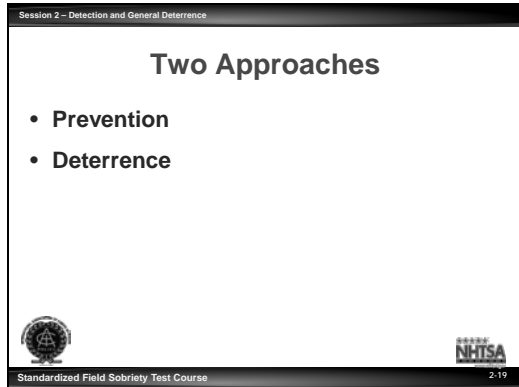 Session 2 – Detection and General Deterrence
Two Approaches
• Prevention
• Deterrence
NHTSA
Standardized Field Sobriety Test Course
2-19